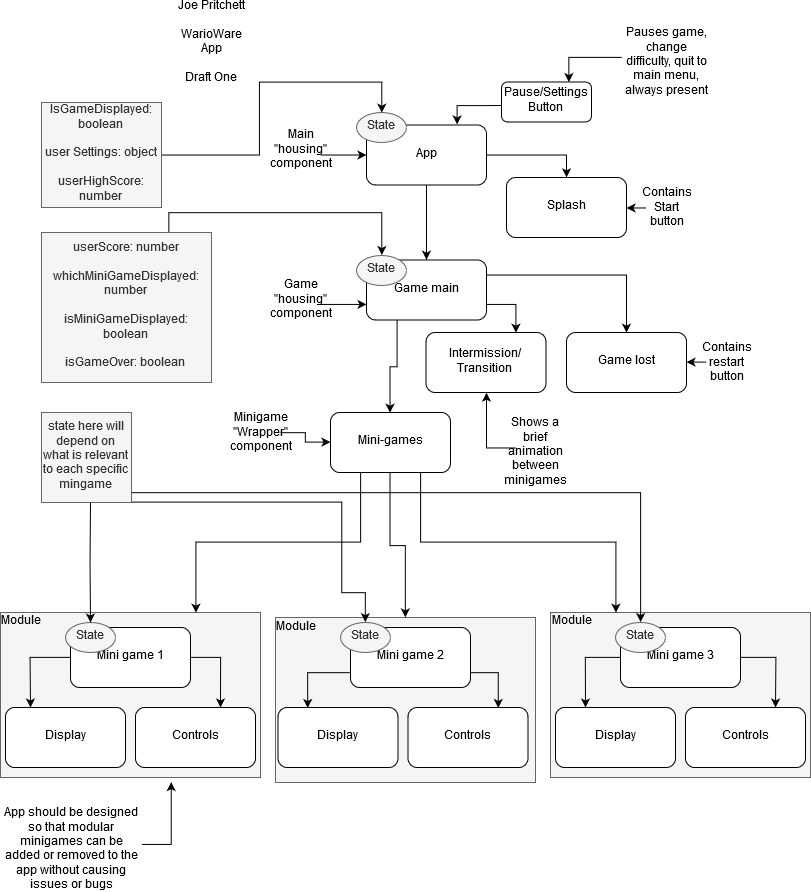 Joe Pritchett
WarioWare
App
Draft One
Pauses game,
change
difficulty, quit to
main menu,
always present
Pause/Settings
Button
IsGameDisplayed:
boolean
user Settings: object
userHighScore:
number
State
Main
"housing"
component
App
Splash
Contains
Start
button
userScore: number
whichMiniGameDisplayed:
number
isMiniGameDisplayed:
boolean
isGameOver: boolean
State
Game
"housing"
component
Game main
Intermission/
Transition
Game lost
Contains
restart
button
state here will
depend on
what is relevant
to each specific
mingame
Minigame
"Wrapper"
component
Mini-games
Shows a
brief
animation
between
minigames
Module
State
Mini game 1
Display
Controls
Module
State
Mini game 2
Display
Controls
Module
State
Mini game 3
Display
Controls
App should be designed
so that modular
minigames can be
added or removed to the
app without causing
issues or bugs